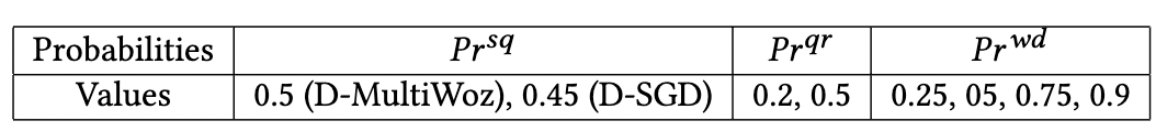 Probabilities Pr^sq Pr^qr Pr^wd
Values 0.5 (D-MultiWoz), 0.45 (D-SGD) 0.2, 0.5 0.25, 05, 0.75, 0.9